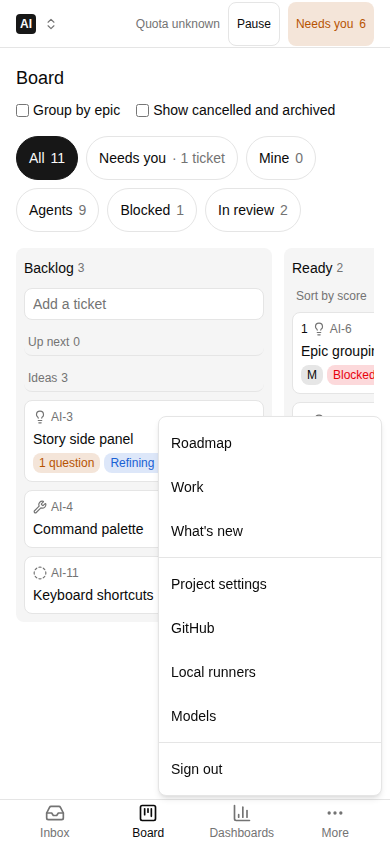 AI
Quota unknown
Pause
Needs you 6
Board
Group by epic
Show cancelled and archived
All 11
Needs you · 1 ticket
Mine 0
Agents 9
Blocked 1
In review 2
Backlog 3
Add a ticket
Up next 0
Ideas 3
AI-3
Story side panel
1 question
Refining
AI-4
Command palette
AI-11
Keyboard shortcuts
Ready 2
Sort by score
1 AI-6
Epic
M
Blocked
Roadmap
Work
What's new
Project settings
GitHub
Local runners
Models
Sign out
Inbox
Board
Dashboards
More